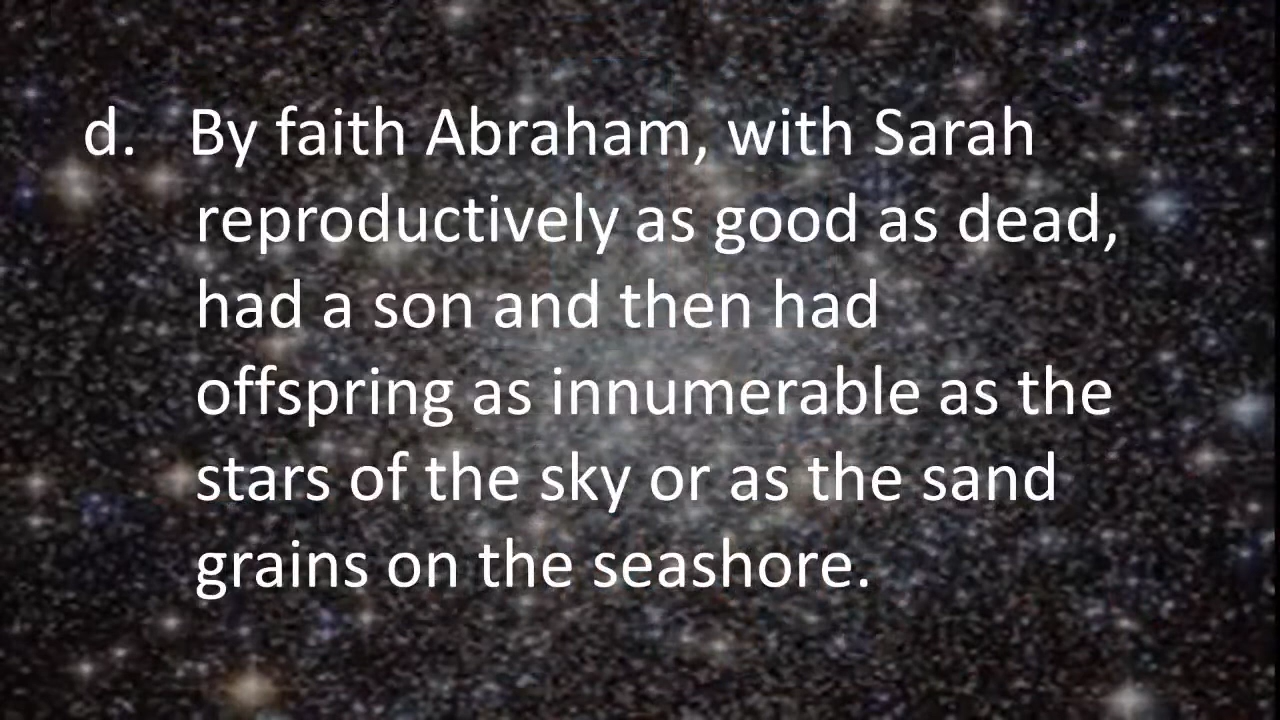 d. By faith Abraham, with Sarah
reproductively as good as dead,
had a son and then had
offspring as innumerable as the
stars of the sky or as the sand
grains on the seashore.